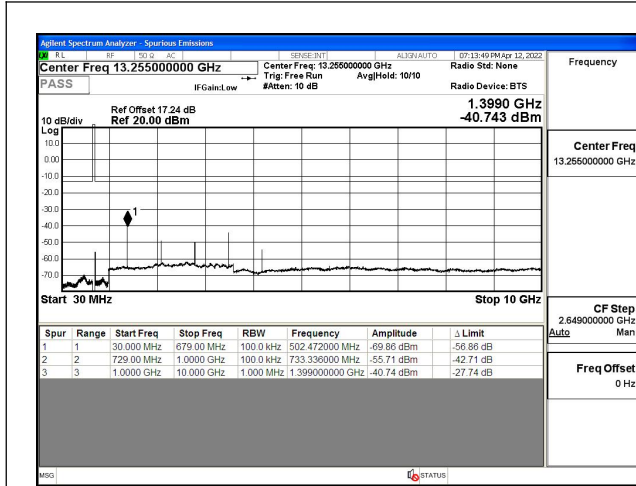 Agilent Spectrum Analyzer - Spurious Emissions
RL RF 50 Ω AC SENSE:INT ALIGNAUTO 07:13:49 PM Apr 12, 2022
Center Freq 13.255000000 GHz
Center Freq: 13.255000000 GHz
Radio Std: None
Trig: Free Run Avg|Hold: 10/10
PASS
IFGain:Low
#Atten: 10 dB
Radio Device: BTS
Frequency
Ref Offset 17.24 dB
1.3990 GHz
10 dB/div Ref 20.00 dBm
-40.743 dBm
Log
10.0
0.00
-10.0
-20.0
-30.0
-40.0
-50.0
-60.0
-70.0
1
Start 30 MHz
Stop 10 GHz
Center Freq
13.255000000 GHz
CF Step
2.649000000 GHz
Auto Man
Freq Offset
0 Hz
Spur Range Start Freq Stop Freq RBW Frequency Amplitude Δ Limit
1 1 30.000 MHz 679.00 MHz 100.0 kHz 502.472000 MHz -69.86 dBm -56.86 dB
2 2 729.00 MHz 1.0000 GHz 100.0 kHz 733.336000 MHz -55.71 dBm -42.71 dB
3 3 1.0000 GHz 10.000 GHz 1.000 MHz 1.399000000 GHz -40.74 dBm -27.74 dB
MSG
STATUS